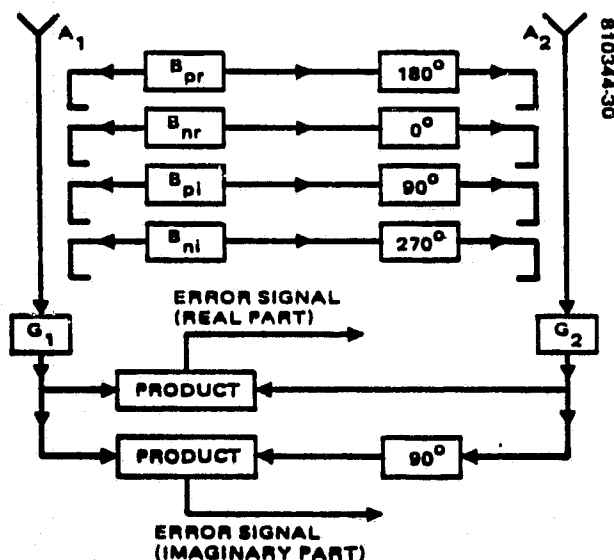 A1
A2
810344-30
Bpr
180°
Bnr
0°
Bpi
90°
Bni
270°
ERROR SIGNAL
(REAL PART)
G1
G2
PRODUCT
PRODUCT
90°
ERROR SIGNAL
(IMAGINARY PART)